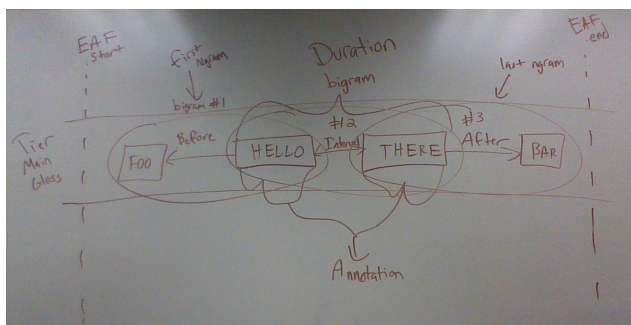 EAF
start
first
ngram
Duration
bigram
last ngram
EAF
end
bigram #1
#2
#3
Tier
Main
Gloss
Before
Interval
After
FOO
HELLO
THERE
BAR
Annotation